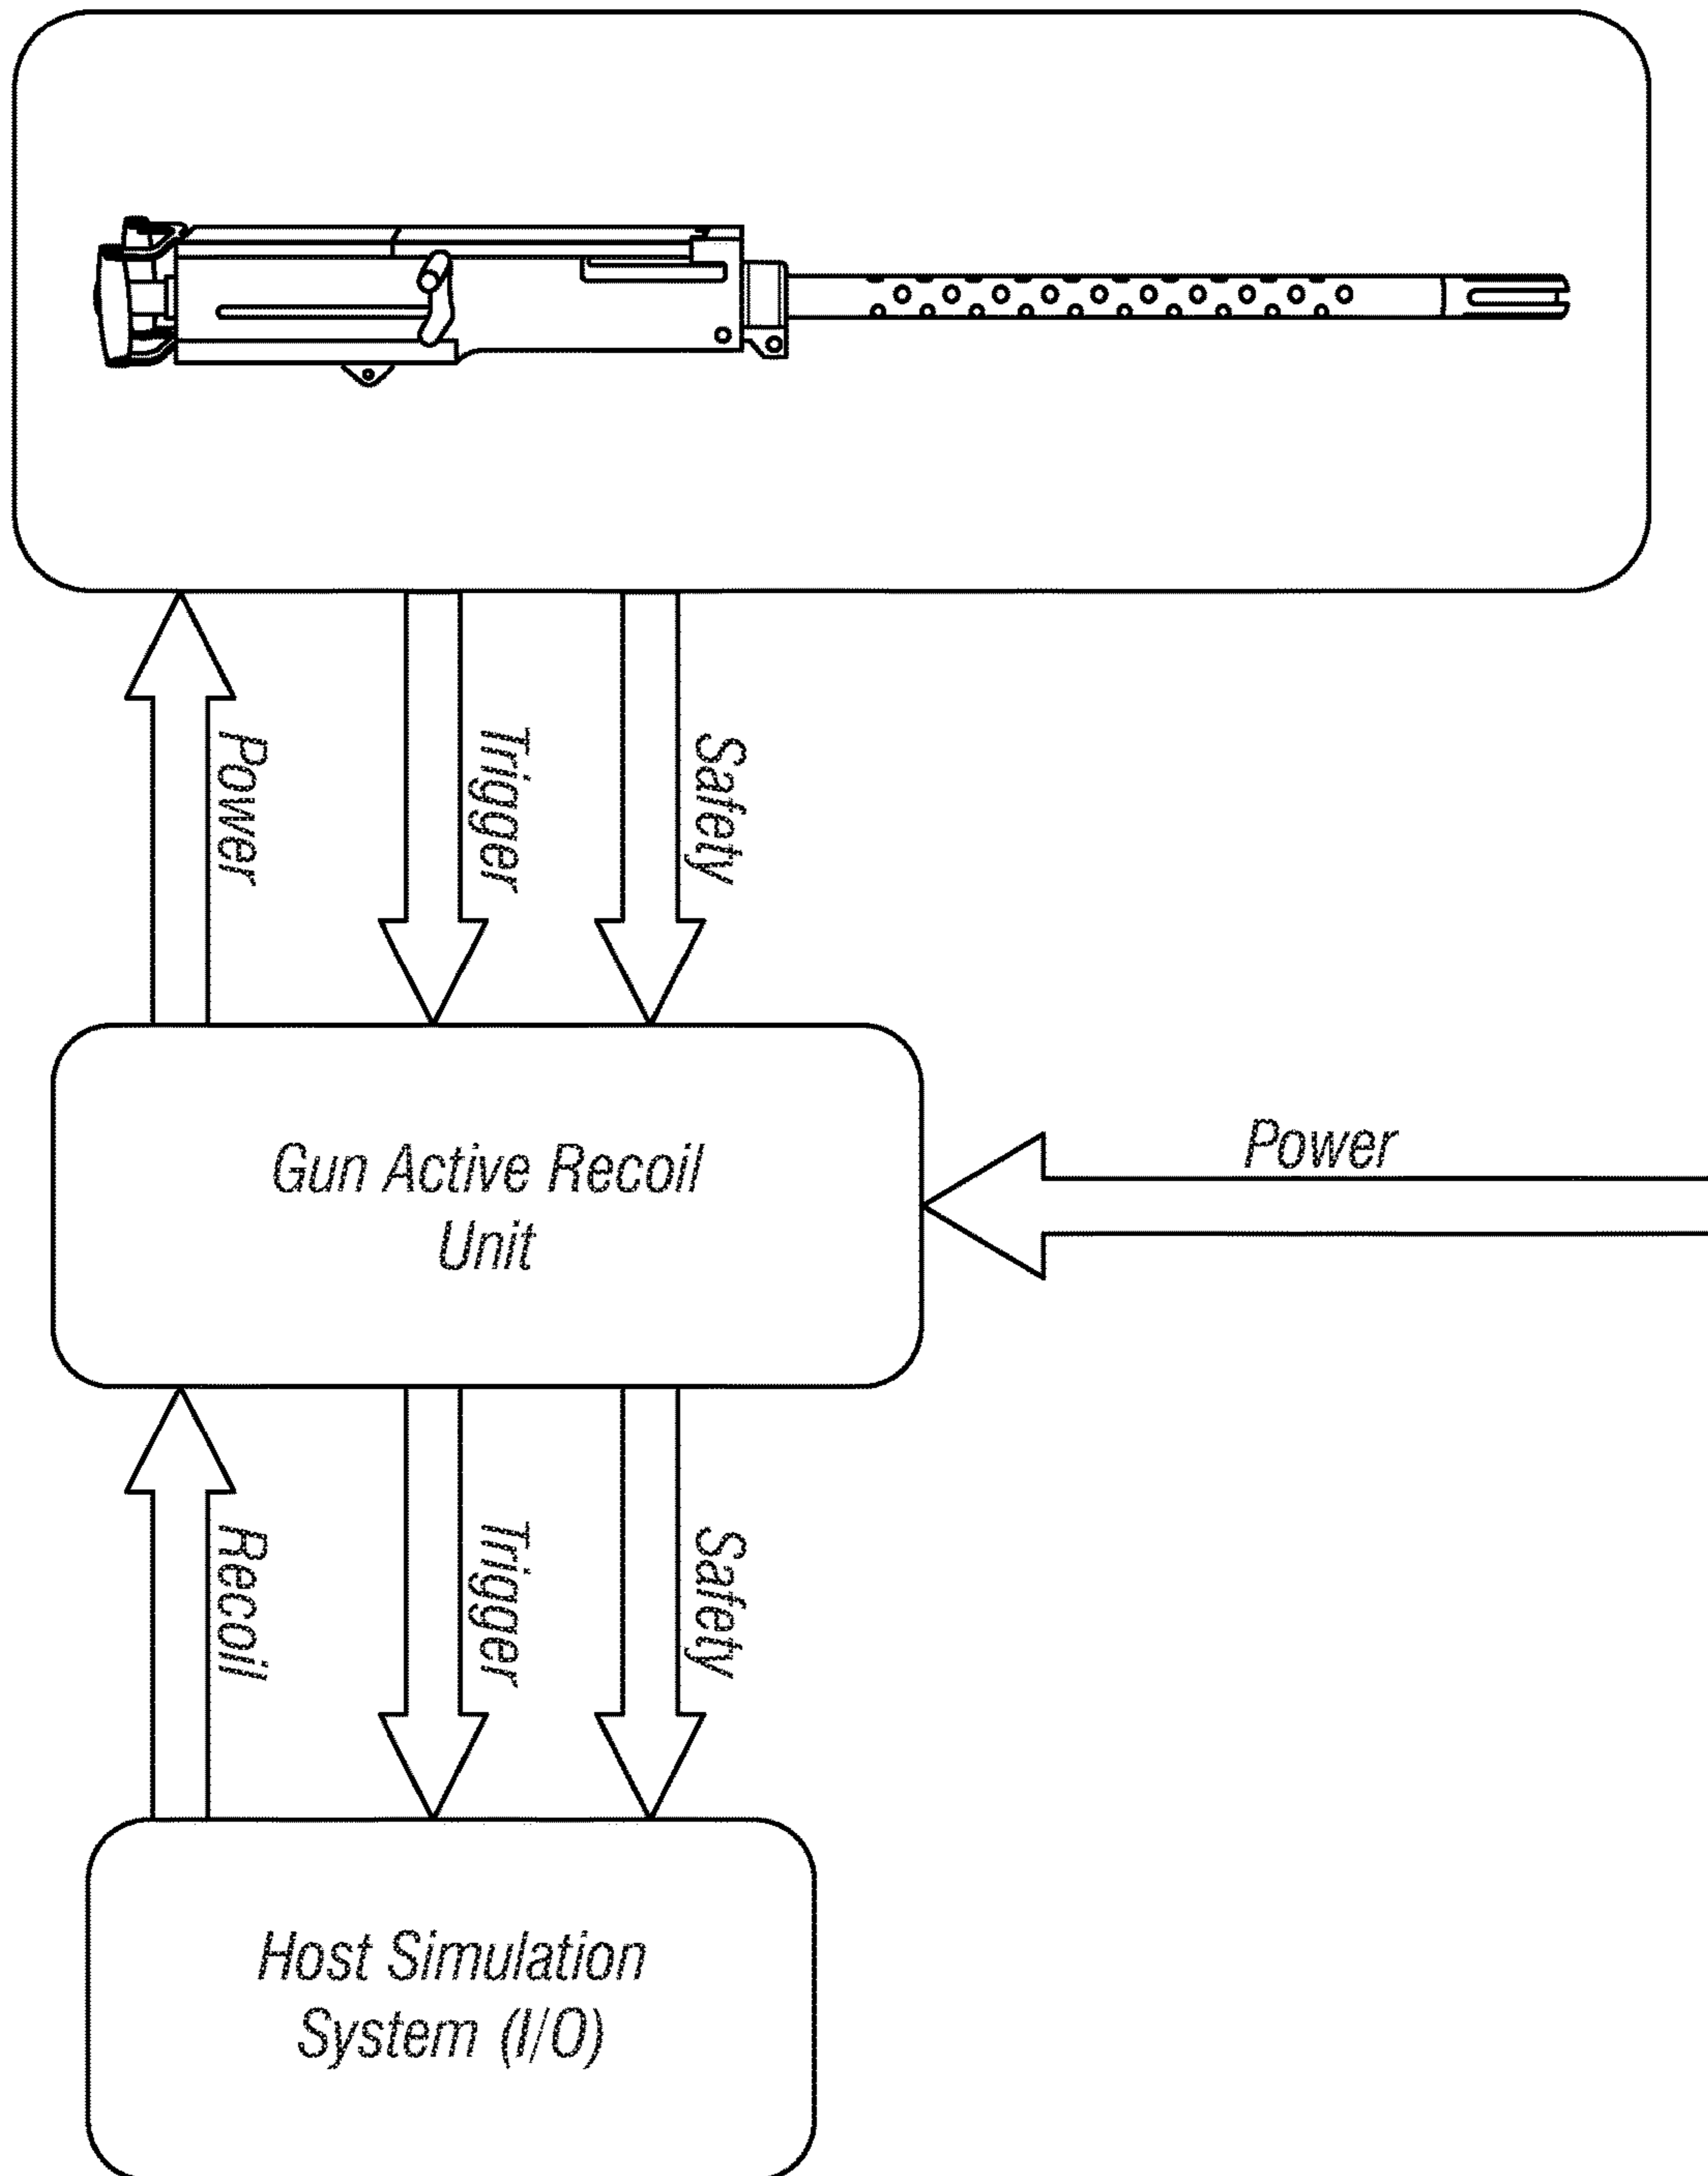 Power
Trigger
Safety
Gun Active Recoil
Unit
Power
Recoil
Trigger
Safety
Host Simulation
System (I/O)